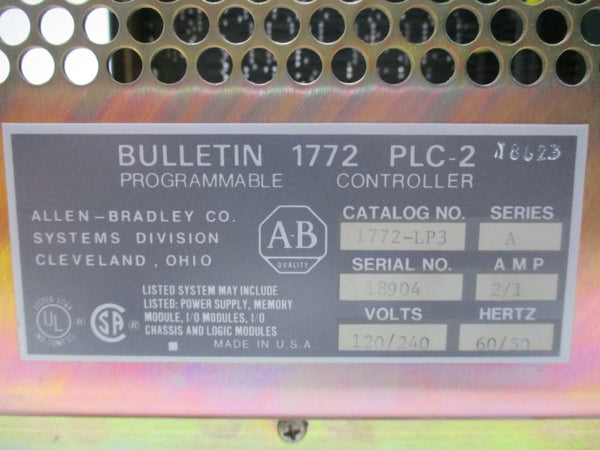 BULLETIN 1772 PLC-2
PROGRAMMABLE CONTROLLER
ALLEN-BRADLEY CO.
SYSTEMS DIVISION
CLEVELAND, OHIO
A-B
QUALITY
CATALOG NO. SERIES
1772-LP3 A
SERIAL NO. AMP
18904 2/1
VOLTS HERTZ
120/240 60/50
LISTED SYSTEM MAY INCLUDE
LISTED: POWER SUPPLY, MEMORY
MODULE, I/O MODULES, I/O
CHASSIS AND LOGIC MODULES
UL ®
SA ®
MADE IN U.S.A.